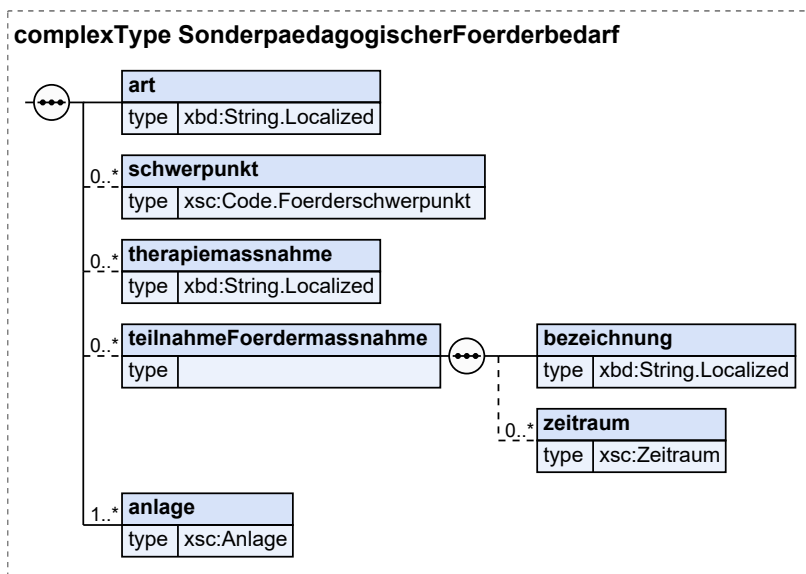 complexType SonderpaedagogischerFoerderbedarf
art
type xbd:String.Localized
0..* schwerpunkt
type xsc:Code.Foerderschwerpunkt
0..* therapiemassnahme
type xbd:String.Localized
0..* teilnahmeFoerdermassnahme
type
bezeichnung
type xbd:String.Localized
0..* zeitraum
type xsc:Zeitraum
1..* anlage
type xsc:Anlage